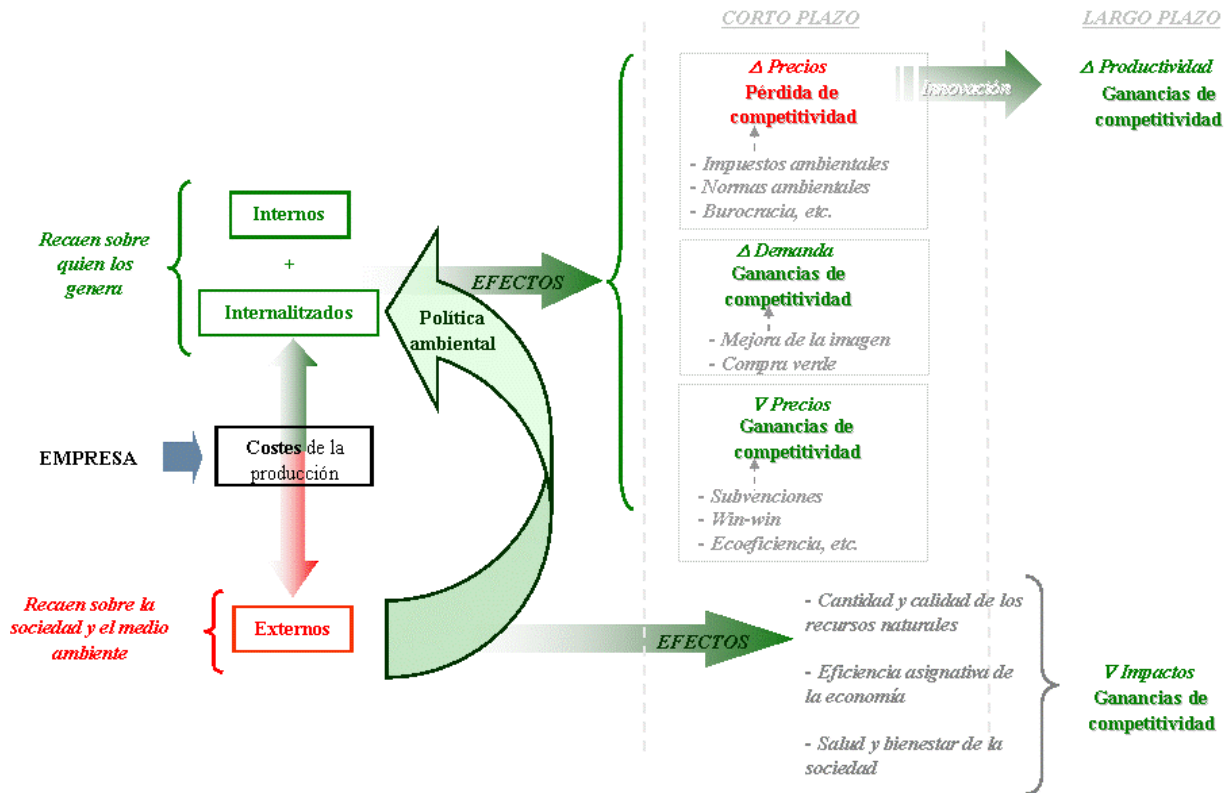 CORTO PLAZO
LARGO PLAZO
Δ Precios
Pérdida de
competitividad
- Impuestos ambientales
- Normas ambientales
- Burocracia, etc.
Innovación
Δ Productividad
Ganancias de
competitividad
Internos
+
Internalitzados
Recaen sobre
quien los
genera
EFECTOS
Política
ambiental
Δ Demanda
Ganancias de
competitividad
- Mejora de la imagen
- Compra verde
∇ Precios
Ganancias de
competitividad
- Subvenciones
- Win-win
- Ecoeficiencia, etc.
EMPRESA
Costes de la
producción
Recaen sobre la
sociedad y el medio
ambiente
Externos
EFECTOS
- Cantidad y calidad de los
recursos naturales
- Eficiencia asignativa de
la economía
- Salud y bienestar de la
sociedad
∇ Impactos
Ganancias de
competitividad